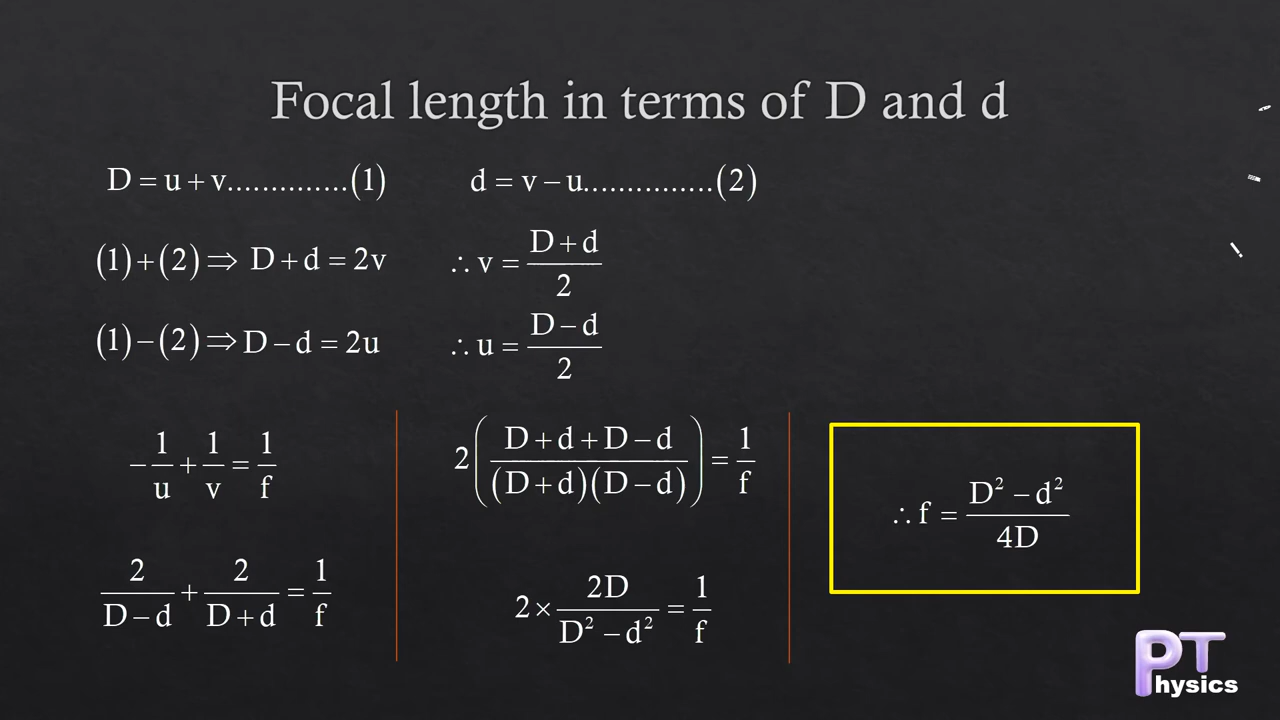 Focal length in terms of D and d
D = u + v..............(1)
d = v − u...............(2)
(1)+(2) ⇒ D + d = 2v
∴ v = (D + d)/2
(1)−(2) ⇒ D − d = 2u
∴ u = (D − d)/2
−1/u + 1/v = 1/f
2/(D − d) + 2/(D + d) = 1/f
2((D + d + D − d)/((D + d)(D − d))) = 1/f
2 × 2D/(D² − d²) = 1/f
∴ f = (D² − d²)/4D
PT
hysics